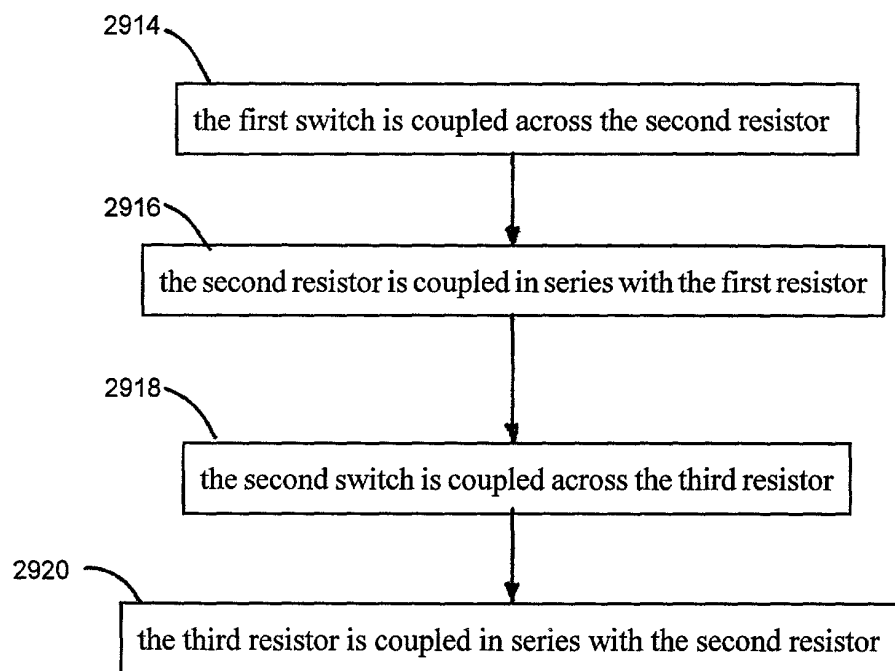 2914
the first switch is coupled across the second resistor
2916
the second resistor is coupled in series with the first resistor
2918
the second switch is coupled across the third resistor
2920
the third resistor is coupled in series with the second resistor